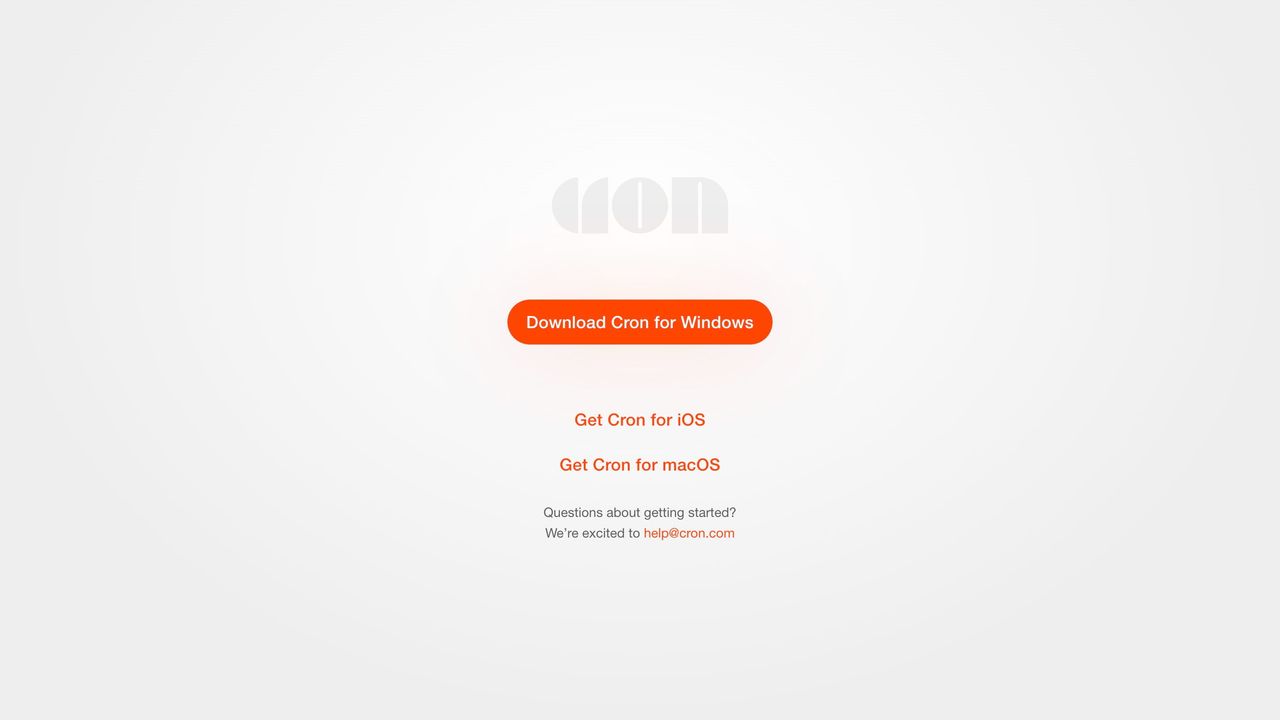 cron
Download Cron for Windows
Get Cron for iOS
Get Cron for macOS
Questions about getting started?
We’re excited to help@cron.com